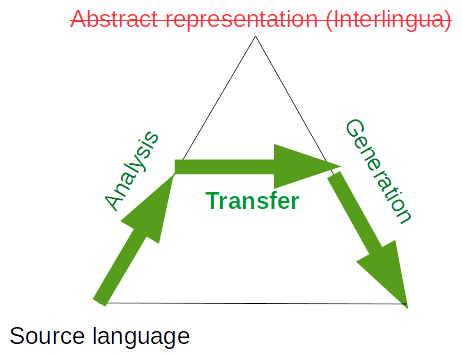 Abstract representation (Interlingua)
Analysis
Generation
Transfer
Source language